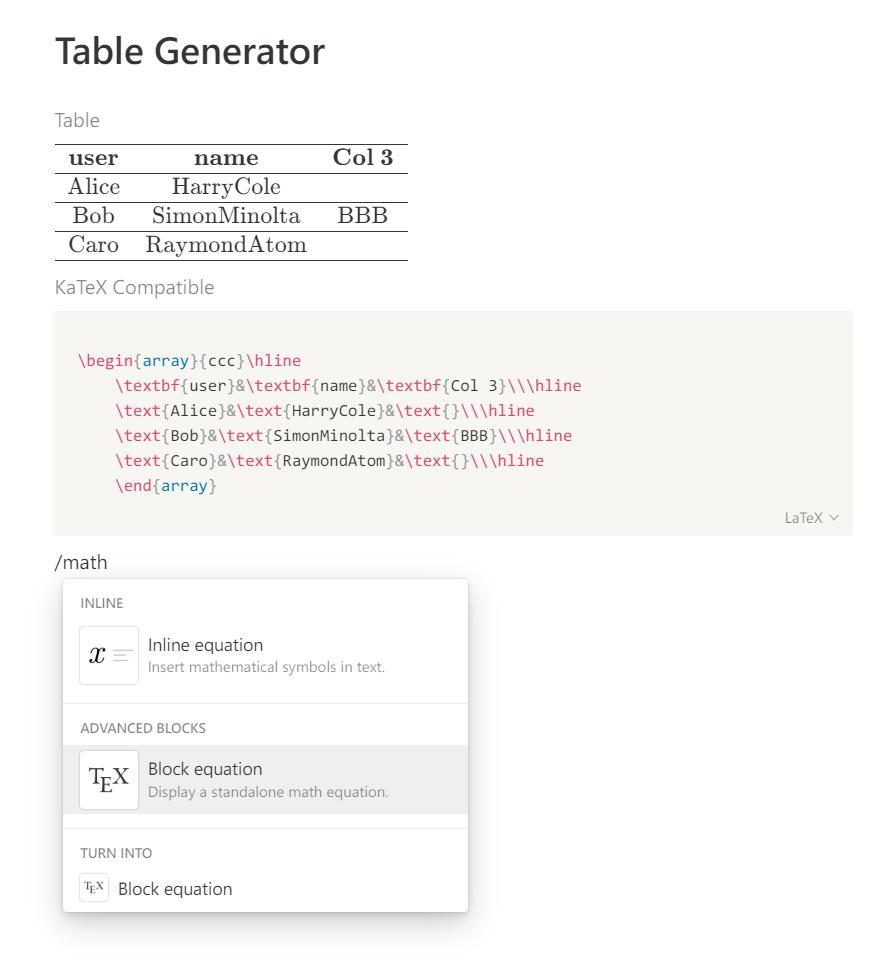 Table Generator
Table
user name Col 3
Alice HarryCole
Bob SimonMinolta BBB
Caro RaymondAtom
KaTeX Compatible
\begin{array}{ccc}\hline
\textbf{user}&\textbf{name}&\textbf{Col 3}\\\hline
\text{Alice}&\text{HarryCole}&\text{}\\\hline
\text{Bob}&\text{SimonMinolta}&\text{BBB}\\\hline
\text{Caro}&\text{RaymondAtom}&\text{}\\\hline
\end{array}
LaTeX
/math
INLINE
x
Inline equation
Insert mathematical symbols in text.
ADVANCED BLOCKS
TEX
Block equation
Display a standalone math equation.
TURN INTO
TEX Block equation